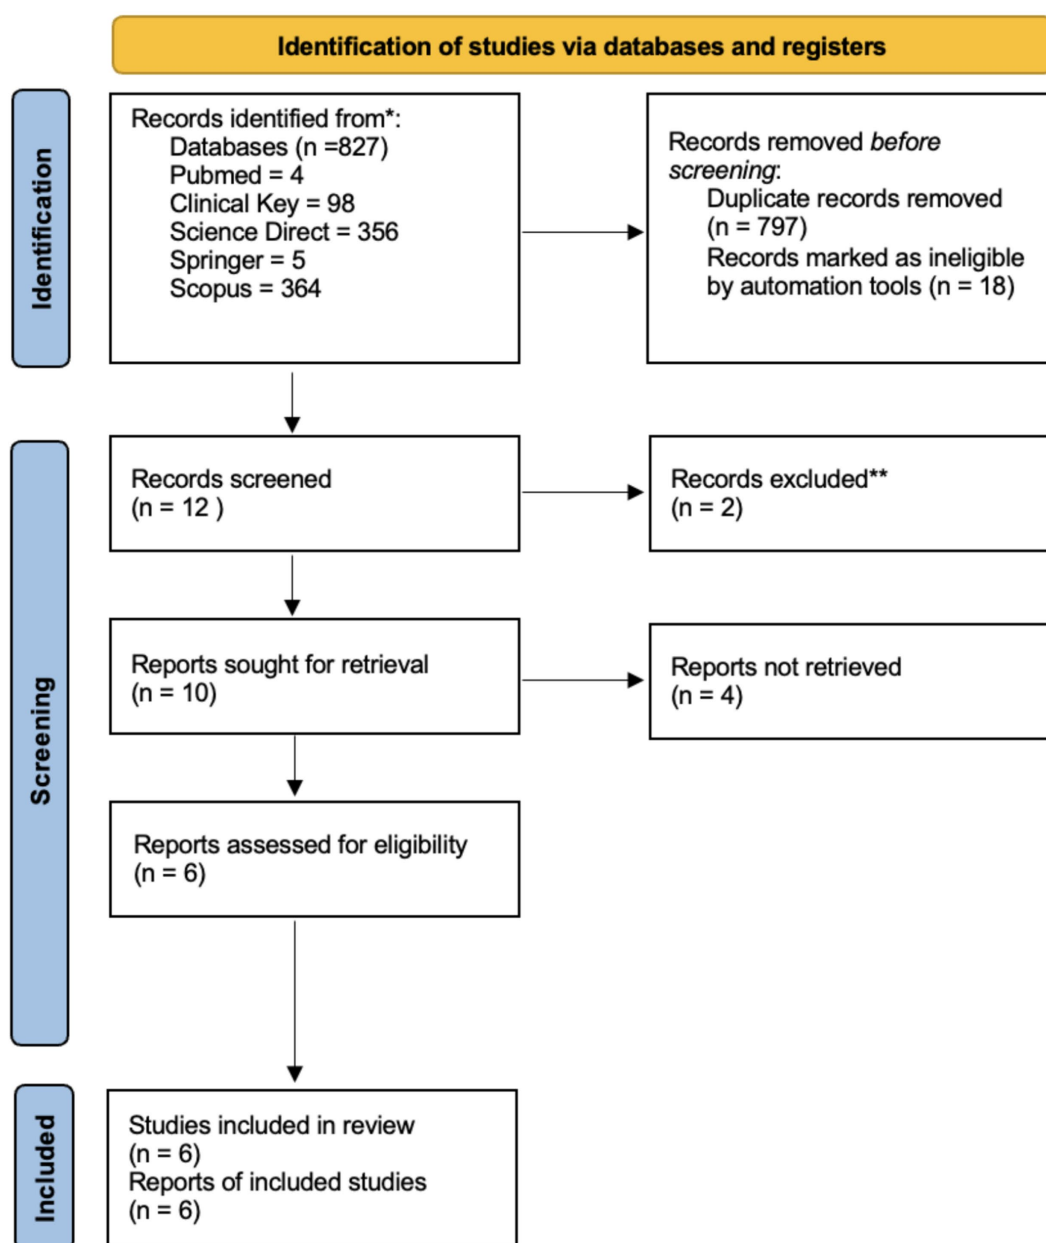 Identification of studies via databases and registers
Identification
Records identified from*:
Databases (n =827)
Pubmed = 4
Clinical Key = 98
Science Direct = 356
Springer = 5
Scopus = 364
Records removed before
screening:
Duplicate records removed
(n = 797)
Records marked as ineligible
by automation tools (n = 18)
Screening
Records screened
(n = 12 )
Records excluded**
(n = 2)
Reports sought for retrieval
(n = 10)
Reports not retrieved
(n = 4)
Reports assessed for eligibility
(n = 6)
Included
Studies included in review
(n = 6)
Reports of included studies
(n = 6)